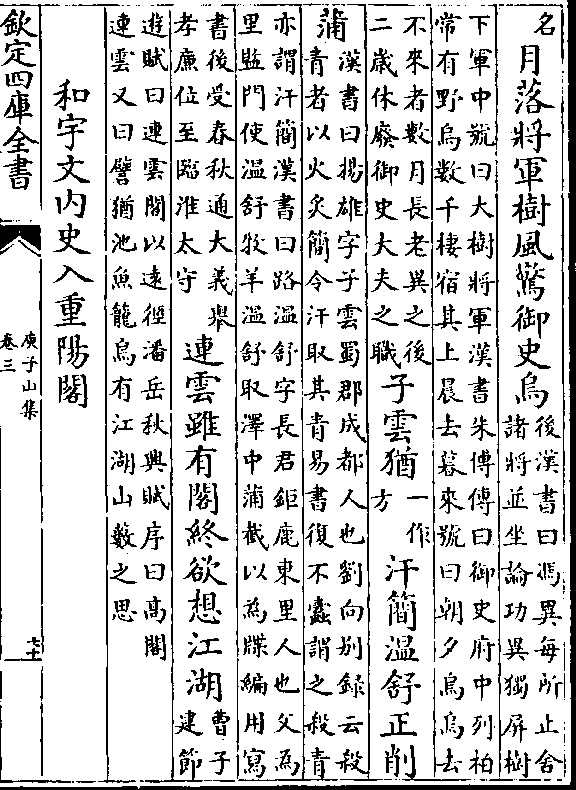 名
月落將軍樹風驚御史烏
後漢書曰馮異每所止舍
諸將並坐論功異獨屏樹
下軍中號曰大樹將軍漢書朱傅傳曰御史府中列柏
常有野烏數千棲宿其上晨去暮來號曰朝夕烏烏去
不來者數月長老異之後
二歳休廢御史大夫之職
子雲猶
一作
方
汗簡温舒正削
蒲
漢書曰揚雄字子雲蜀郡成都人也劉向别録云殺
青者以火炙簡令汗取其青易書復不蠹謂之殺青
亦謂汗簡漢書曰路温舒字長君鉅鹿東里人也父為
里監門使温舒牧羊温舒取澤中蒲截以為牒編用寫
書後受春秋通大義舉
孝廉位至臨淮太守
連雲雖有閣終欲想江湖
曹子
建節
遊賦曰連雲閣以遠徑潘岳秋興賦序曰高閣
連雲又曰譬猶池魚籠鳥有江湖山藪之思
和宇文内史入重陽閣
欽定四庫全書
庾子山集
卷三